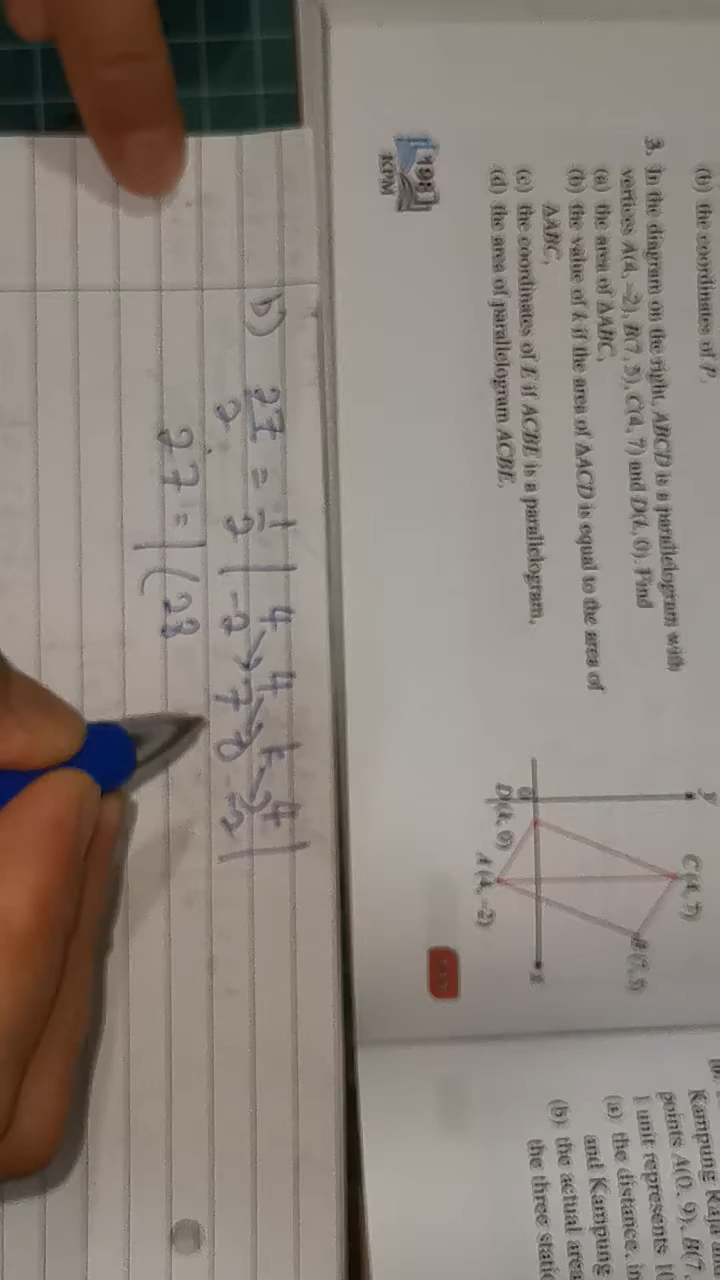 (b) the coordinates of P.
3. In the diagram on the right, ABCD is a parallelogram with
vertices A(4, −2), B(7, 5), C(4, 7) and D(k, 0). Find
(a) the area of ΔABC,
(b) the value of k if the area of ΔACD is equal to the area of
ΔABC,
(c) the coordinates of E if ACBE is a parallelogram,
(d) the area of parallelogram ACBE.
198
KPM
y
C(4, 7)
B(7, 5)
x
0
D(k, 0)
A(4, −2)
Kampung Raja
points A(0, 9), B(7,
1 unit represents 1
(a) the distance, in
and Kampung
(b) the actual area
the three
b) 27/2 = 1/2 | 4 4 k 4
-2 7 0 -2 |
27 = | (28